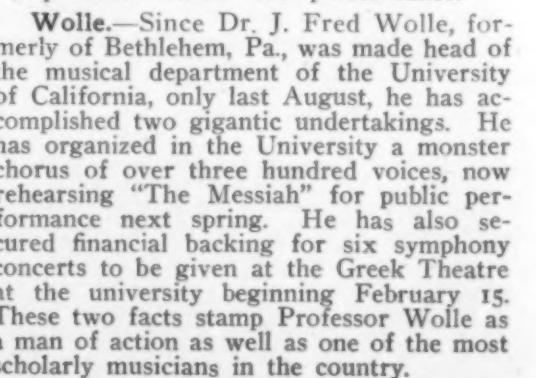 Wolle.—Since Dr. J. Fred Wolle, for-
merly of Bethlehem, Pa., was made head of
the musical department of the University
of California, only last August, he has ac-
complished two gigantic undertakings. He
has organized in the University a monster
chorus of over three hundred voices, now
rehearsing "The Messiah" for public per-
formance next spring. He has also se-
cured financial backing for six symphony
concerts to be given at the Greek Theatre
at the university beginning February 15.
These two facts stamp Professor Wolle as
a man of action as well as one of the most
scholarly musicians in the country.